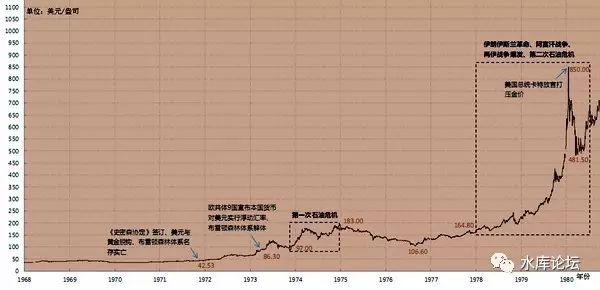 单位：美元/盎司
1100
1050
1000
950
900
850
800
750
700
650
600
550
500
450
400
350
300
250
200
150
100
50
0
伊朗伊斯兰革命、阿富汗战争、
两伊战争爆发、第二次石油危机
850.00
美国总统卡特放言打
压金价
481.50
欧共体9国宣布本国货币
对美元实行浮动汇率，
布雷顿森林体系解体
第一次石油危机
183.00
164.80
《史密森协定》签订，美元与
黄金脱钩，布雷顿森林体系名
存实亡
42.53
86.30
97.00
106.60
1968 1969 1970 1971 1972 1973 1974 1975 1976 1977 1978 1979 1980 年份
水库论坛